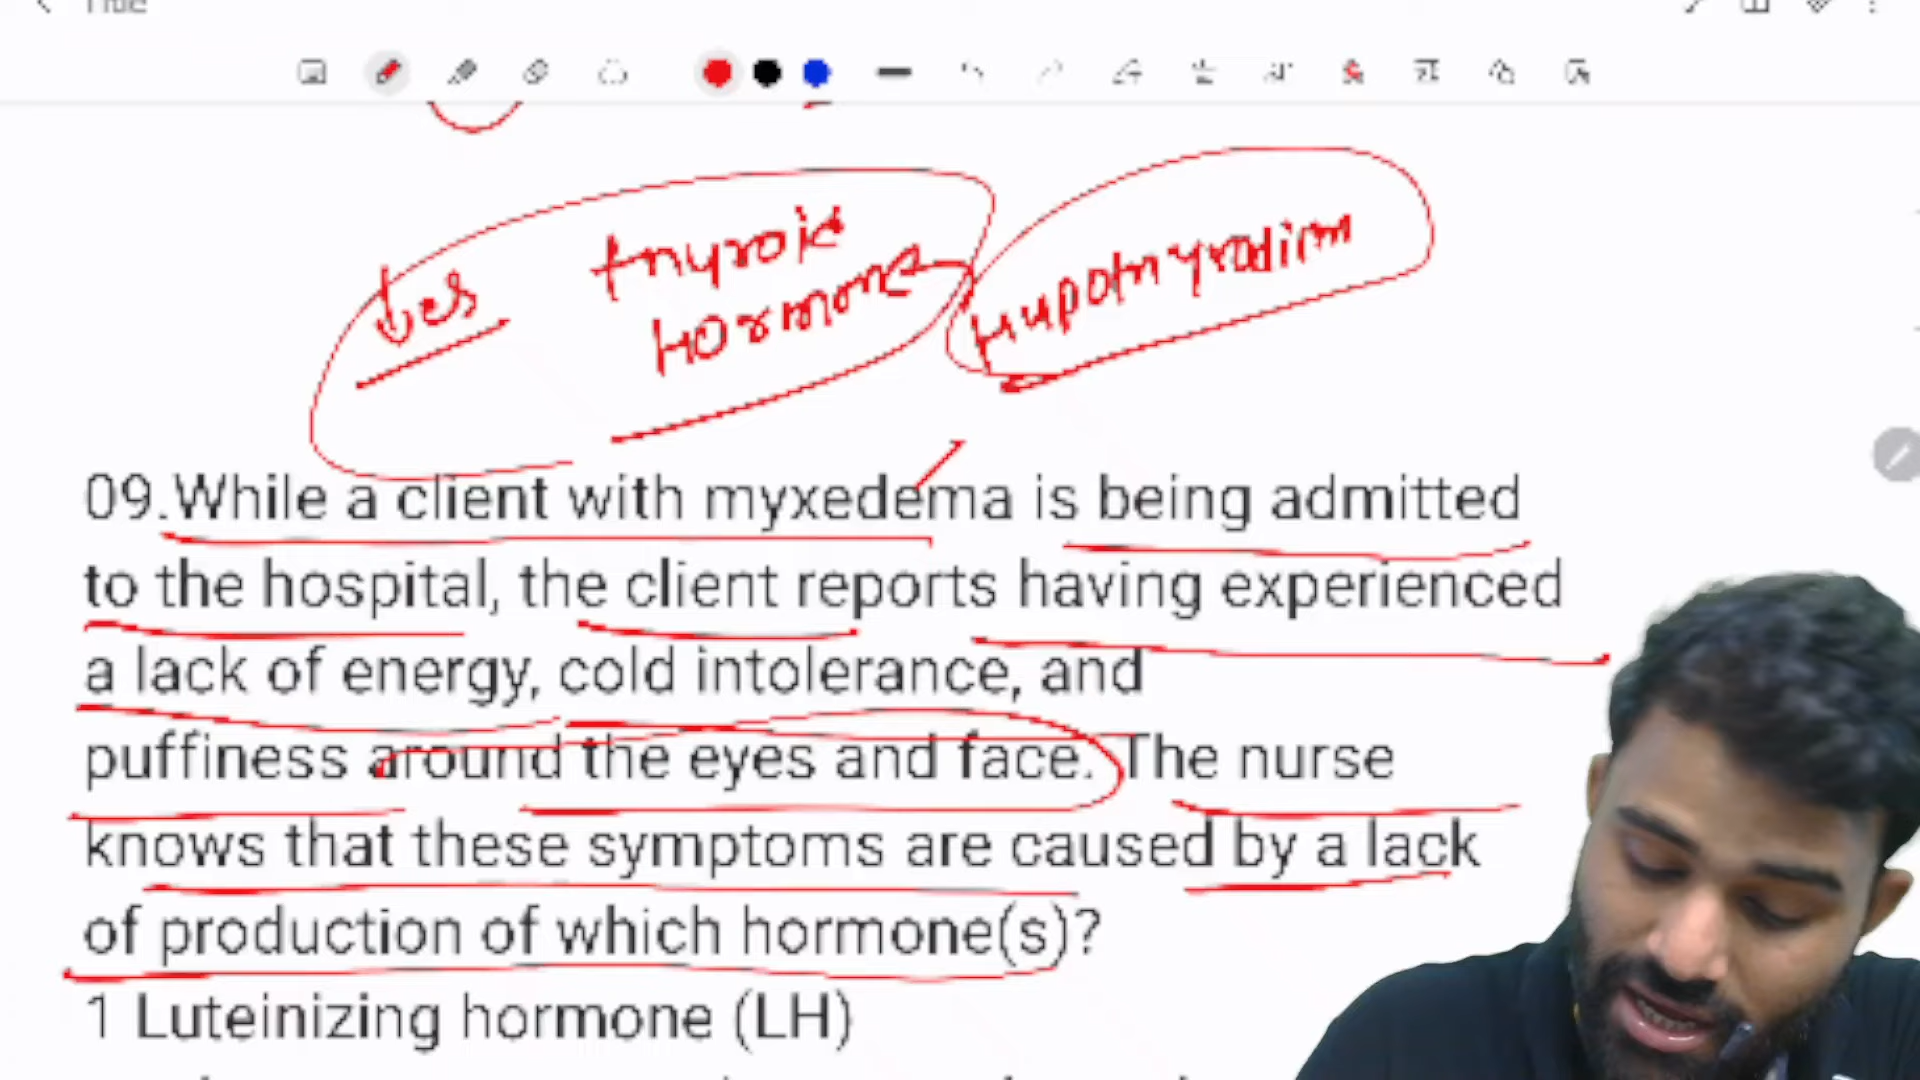 Title
↓es thyroid
hormone
Hypothyrodism
09.While a client with myxedema is being admitted
to the hospital, the client reports having experienced
a lack of energy, cold intolerance, and
puffiness around the eyes and face. The nurse
knows that these symptoms are caused by a lack
of production of which hormone(s)?
1 Luteinizing hormone (LH)